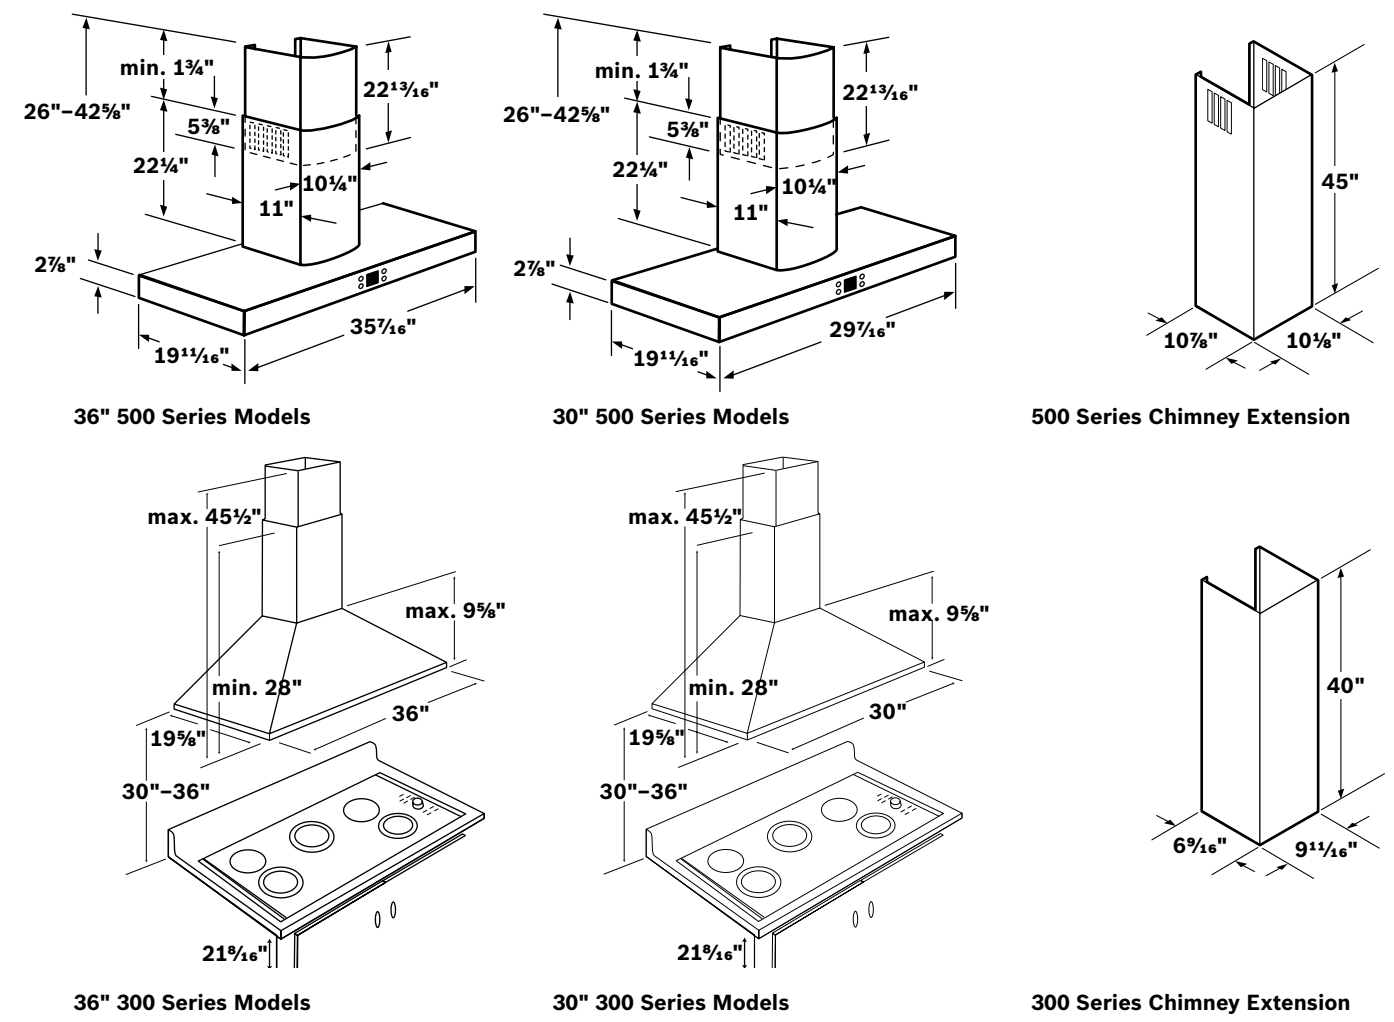 min. 1¾"
26"–42⅝"
5⅜"
22¼"
22¹³⁄₁₆"
10¼"
11"
2⅞"
35⁷⁄₁₆"
19¹¹⁄₁₆"
36" 500 Series Models
min. 1¾"
26"–42⅝"
5⅜"
22¼"
22¹³⁄₁₆"
10¼"
11"
2⅞"
29⁷⁄₁₆"
19¹¹⁄₁₆"
30" 500 Series Models
45"
10⅞"
10⅛"
500 Series Chimney Extension
max. 45½"
max. 9⅝"
min. 28"
36"
19⅝"
30"–36"
21⁸⁄₁₆"
36" 300 Series Models
max. 45½"
max. 9⅝"
min. 28"
30"
19⅝"
30"–36"
21⁸⁄₁₆"
30" 300 Series Models
40"
6⁹⁄₁₆"
9¹¹⁄₁₆"
300 Series Chimney Extension